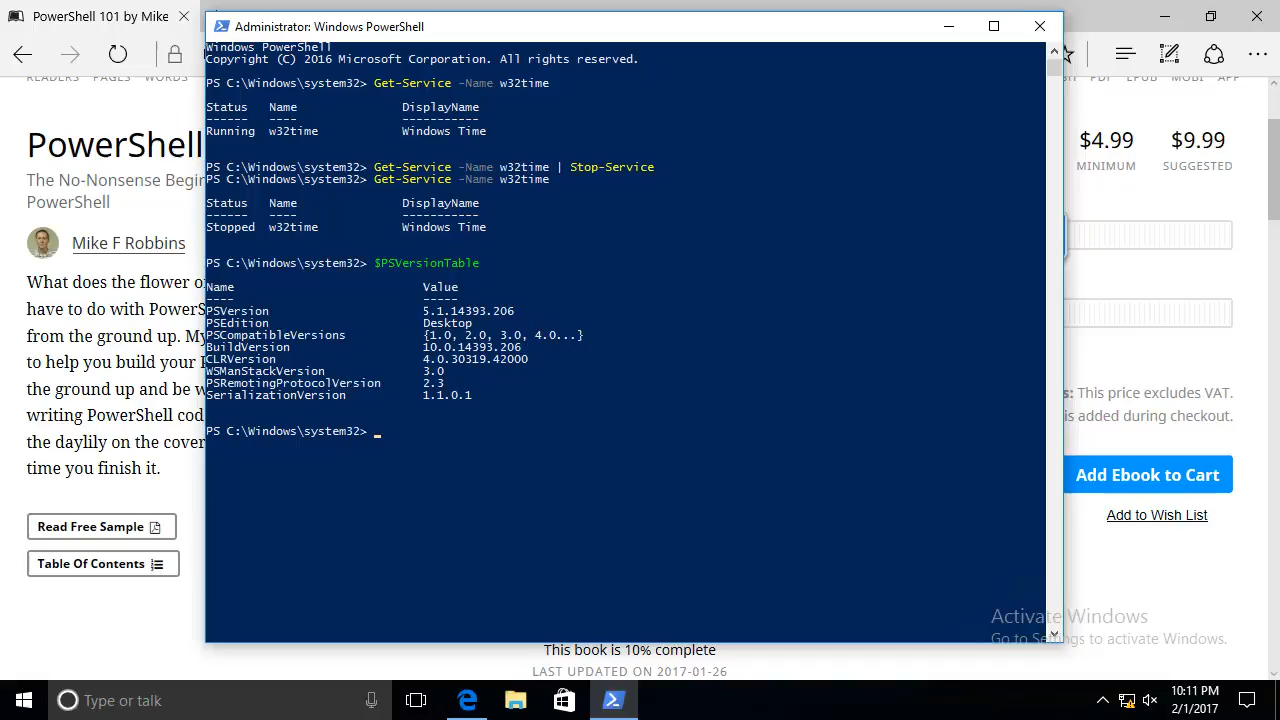 PowerShell 101 by Mike
Administrator: Windows PowerShell
READERS PAGES WORDS
PDF EPUB MOBI APP
Windows PowerShell
Copyright (C) 2016 Microsoft Corporation. All rights reserved.
PS C:\Windows\system32> Get-Service -Name w32time
Status Name DisplayName
------ ---- -----------
Running w32time Windows Time
PS C:\Windows\system32> Get-Service -Name w32time | Stop-Service
PS C:\Windows\system32> Get-Service -Name w32time
Status Name DisplayName
------ ---- -----------
Stopped w32time Windows Time
PS C:\Windows\system32> $PSVersionTable
Name Value
---- -----
PSVersion 5.1.14393.206
PSEdition Desktop
PSCompatibleVersions {1.0, 2.0, 3.0, 4.0...}
BuildVersion 10.0.14393.206
CLRVersion 4.0.30319.42000
WSManStackVersion 3.0
PSRemotingProtocolVersion 2.3
SerializationVersion 1.1.0.1
PS C:\Windows\system32>
PowerShell
The No-Nonsense Begin
PowerShell
Mike F Robbins
What does the flower o
have to do with PowerS
from the ground up. My
to help you build your
the ground up and be w
writing PowerShell cod
the daylily on the cover
time you finish it.
Read Free Sample
Table Of Contents
$4.99 $9.99
MINIMUM SUGGESTED
s: This price excludes VAT.
is added during checkout.
Add Ebook to Cart
Add to Wish List
Activate Windows
Go to Settings to activate Windows.
This book is 10% complete
LAST UPDATED ON 2017-01-26
Type or talk
10:11 PM
2/1/2017